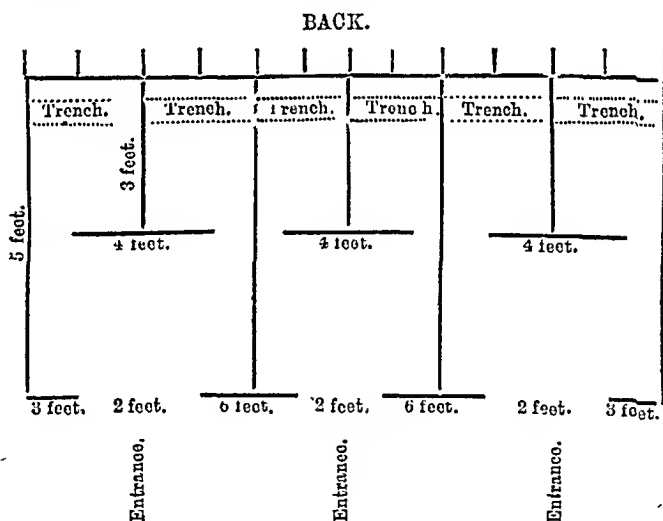 BACK.
Trench. Trench. Trench. Trench. Trench. Trench.
3 feet.
5 feet.
4 feet. 4 feet. 4 feet.
3 feet. 2 feet. 6 feet. 2 feet. 6 feet. 2 feet. 3 feet.
Entrance. Entrance. Entrance.